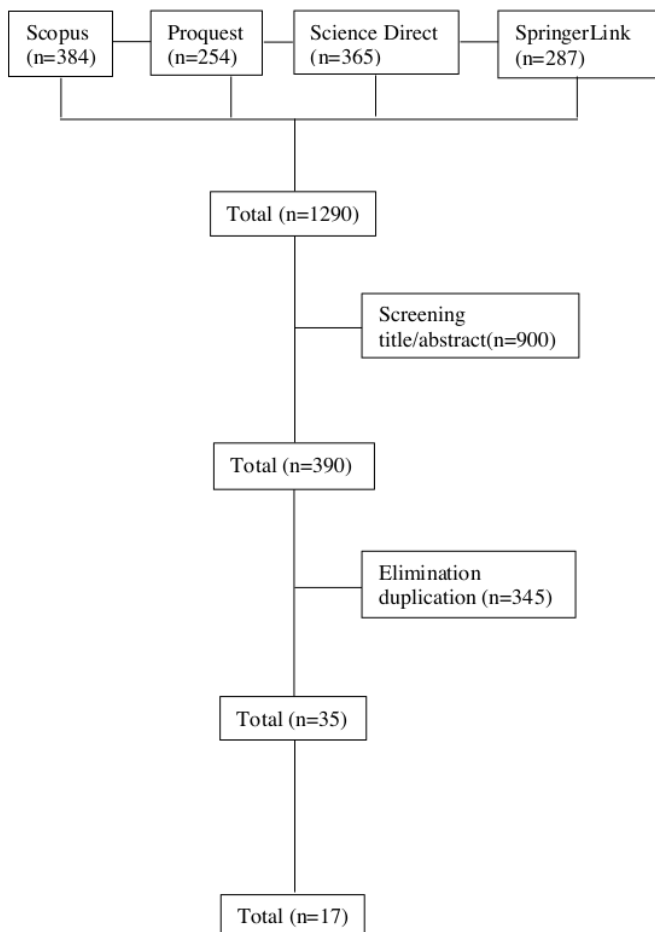 Scopus
(n=384)
Proquest
(n=254)
Science Direct
(n=365)
SpringerLink
(n=287)
Total (n=1290)
Screening
title/abstract(n=900)
Total (n=390)
Elimination
duplication (n=345)
Total (n=35)
Total (n=17)